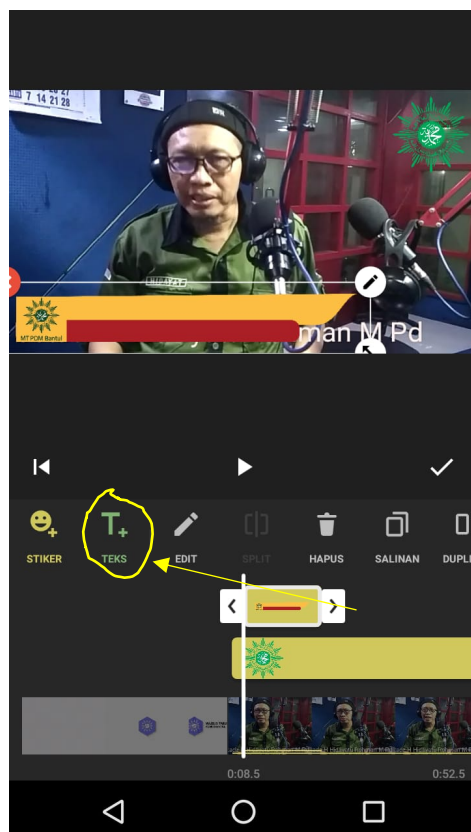 7 14 21 28
MT PDM Bantul
man M Pd
STIKER
TEKS
EDIT
SPLIT
HAPUS
SALINAN
DUPLI
0:08.5
0:52.5